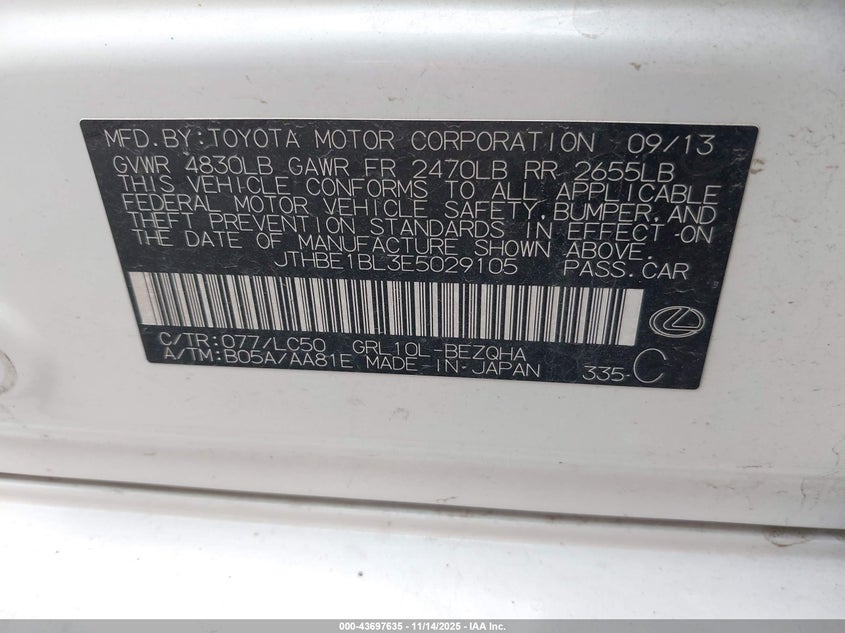 MFD.BY:TOYOTA MOTOR CORPORATION 09/13
GVWR 4830LB GAWR FR 2470LB RR 2655LB
THIS VEHICLE CONFORMS TO ALL APPLICABLE
FEDERAL MOTOR VEHICLE SAFETY,BUMPER,AND
THEFT PREVENTION STANDARDS IN EFFECT ON
THE DATE OF MANUFACTURE SHOWN ABOVE.
JTHBE1BL3E5029105 PASS.CAR
C/TR:077/LC50 GRL10L-BEZQHA
A/TM:B05A/AA81E MADE-IN-JAPAN 335-C
000-43697635 - 11/14/2025 - IAA Inc.